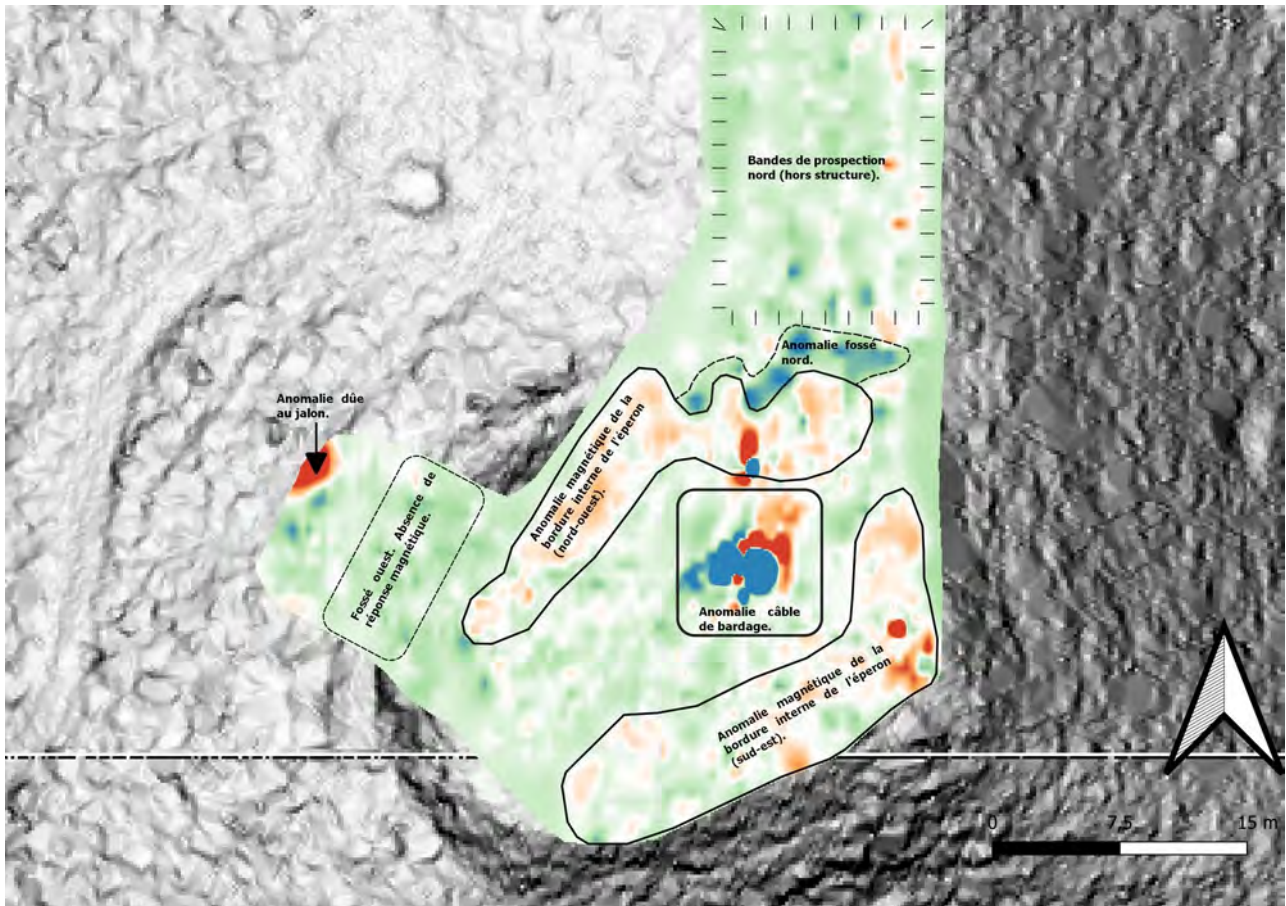 Bandes de prospection
nord (hors structure).
Anomalie fossé
nord.
Anomalie dûe
au jalon.
Anomalie magnétique de la
bordure interne de l'éperon
(nord-ouest).
Fossé ouest. Absence de
réponse magnétique.
Anomalie câble
de bardage.
Anomalie magnétique de la
bordure interne de l'éperon
(sud-est).
0 7.5 15 m